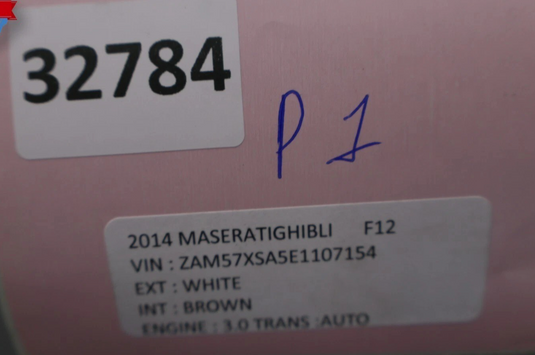 32784
P 1
2014 MASERATIGHIBLI F12
VIN : ZAM57XSA5E1107154
EXT : WHITE
INT : BROWN
ENGINE : 3.0 TRANS :AUTO